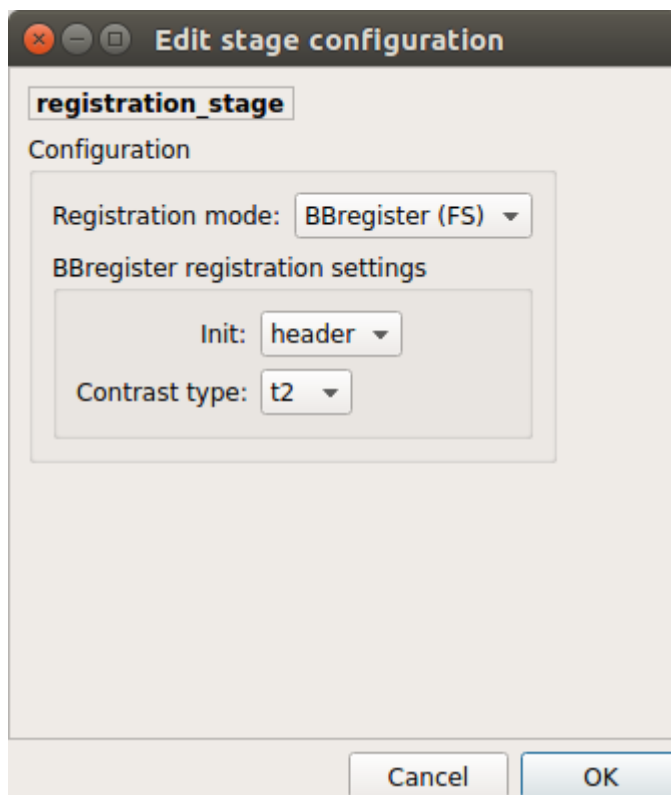 Edit stage configuration
registration_stage
Configuration
Registration mode: BBregister (FS)
BBregister registration settings
Init: header
Contrast type: t2
Cancel OK